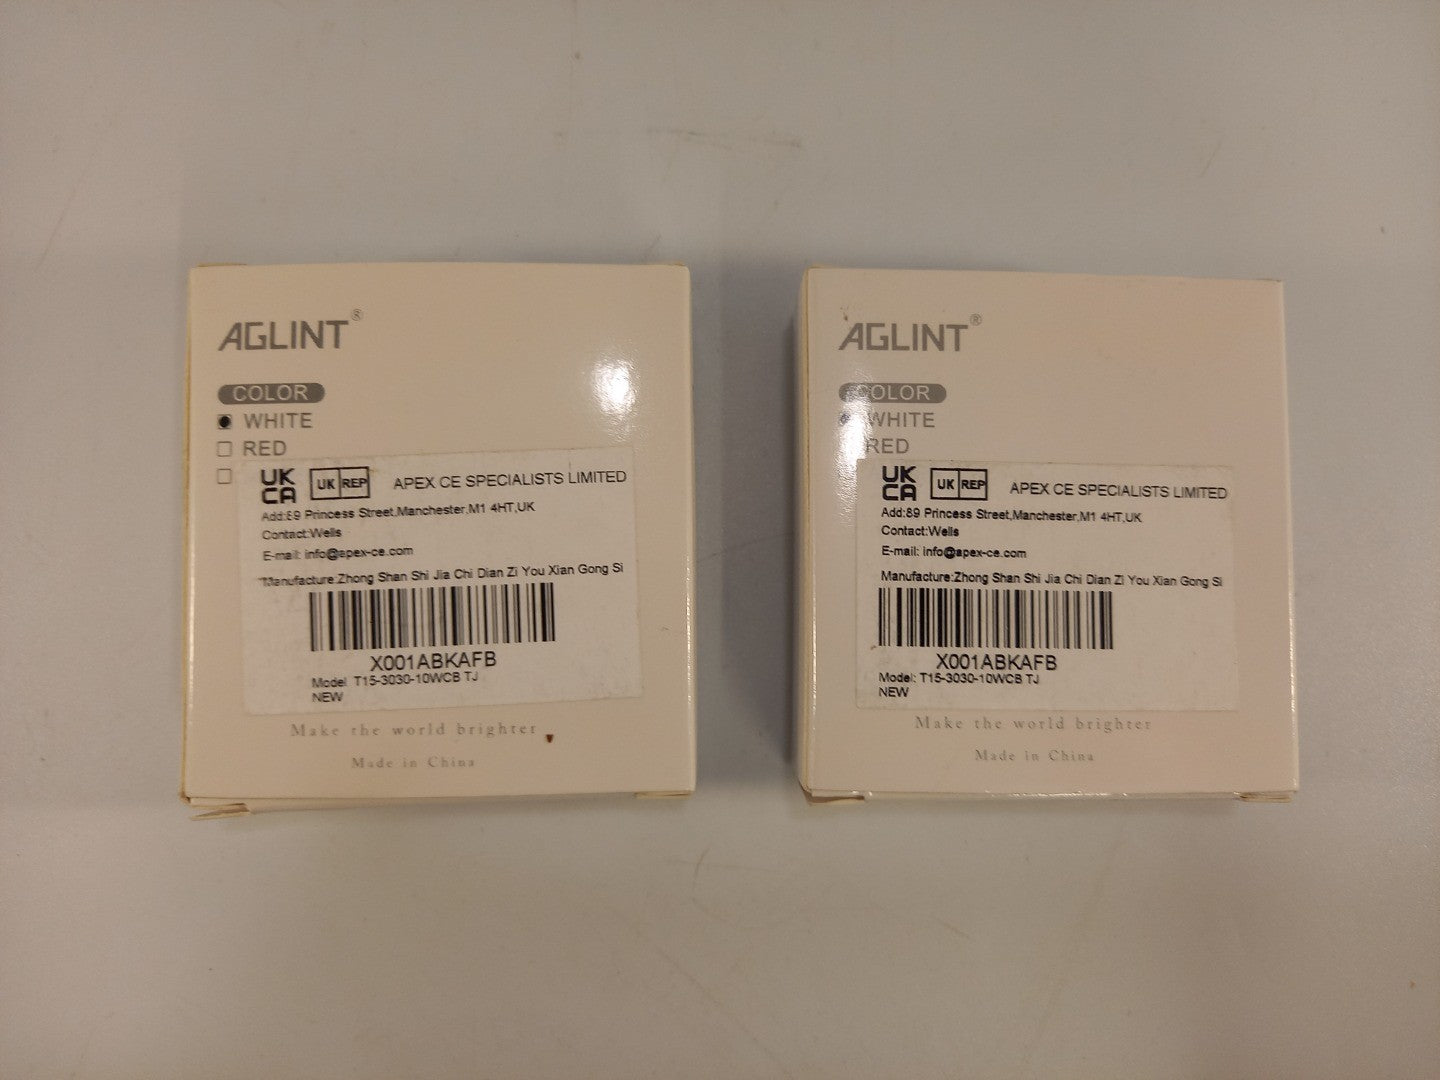 AGLINT®
COLOR
WHITE
RED
UK
CA
UK REP
APEX CE SPECIALISTS LIMITED
Add:89 Princess Street,Manchester,M1 4HT,UK
Contact:Wells
E-mail: info@apex-ce.com
Manufacture:Zhong Shan Shi Jia Chi Dian Zi You Xian Gong Si
X001ABKAFB
Model: T15-3030-10WCB TJ
NEW
Make the world brighter
Made in China
AGLINT®
COLOR
WHITE
RED
UK
CA
UK REP
APEX CE SPECIALISTS LIMITED
Add:89 Princess Street,Manchester,M1 4HT,UK
Contact:Wells
E-mail: info@apex-ce.com
Manufacture:Zhong Shan Shi Jia Chi Dian Zi You Xian Gong Si
X001ABKAFB
Model: T15-3030-10WCB TJ
NEW
Make the world brighter
Made in China